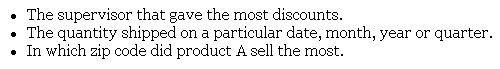 • The supervisor that gave the most discounts.
• The quantity shipped on a particular date, month, year or quarter.
• In which zip code did product A sell the most.